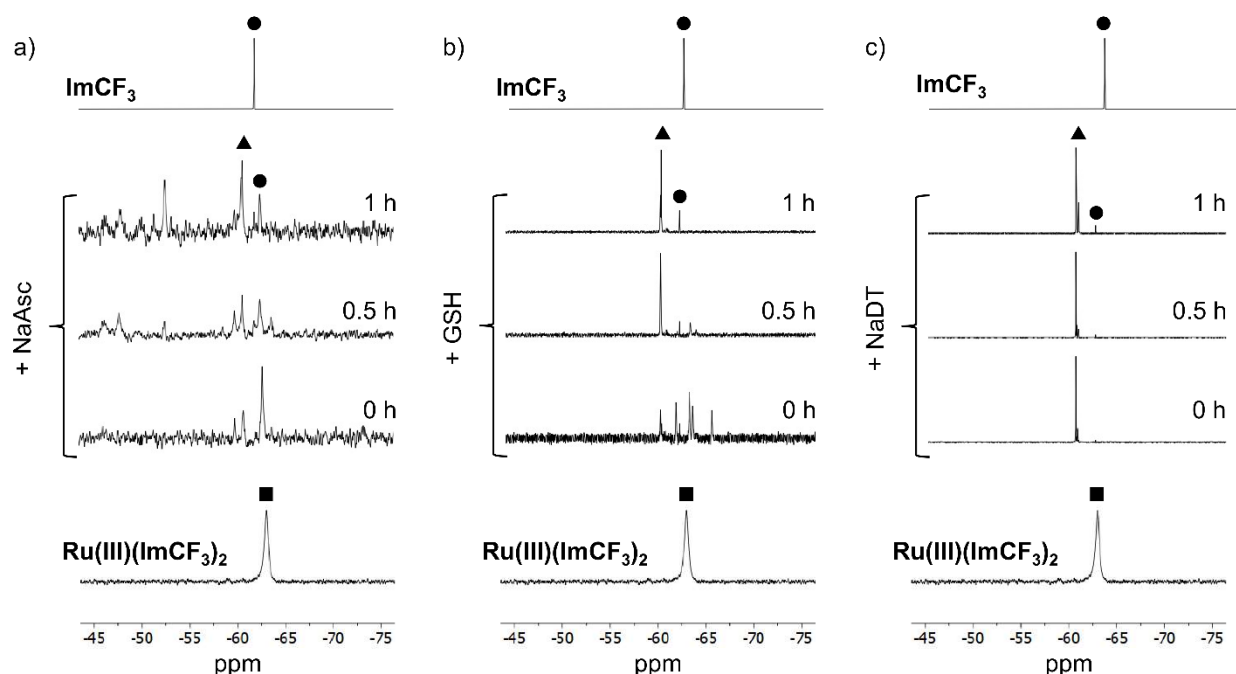 a)
ImCF₃
+ NaAsc
1 h
0.5 h
0 h
Ru(III)(ImCF₃)₂
-45 -50 -55 -60 -65 -70 -75
ppm
b)
ImCF₃
+ GSH
1 h
0.5 h
0 h
Ru(III)(ImCF₃)₂
-45 -50 -55 -60 -65 -70 -75
ppm
c)
ImCF₃
+ NaDT
1 h
0.5 h
0 h
Ru(III)(ImCF₃)₂
-45 -50 -55 -60 -65 -70 -75
ppm